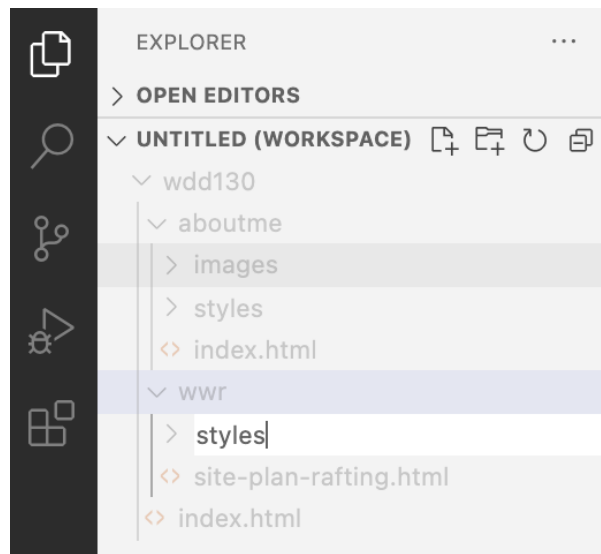 EXPLORER ...
OPEN EDITORS
UNTITLED (WORKSPACE)
wdd130
aboutme
images
styles
index.html
wwr
styles
site-plan-rafting.html
index.html